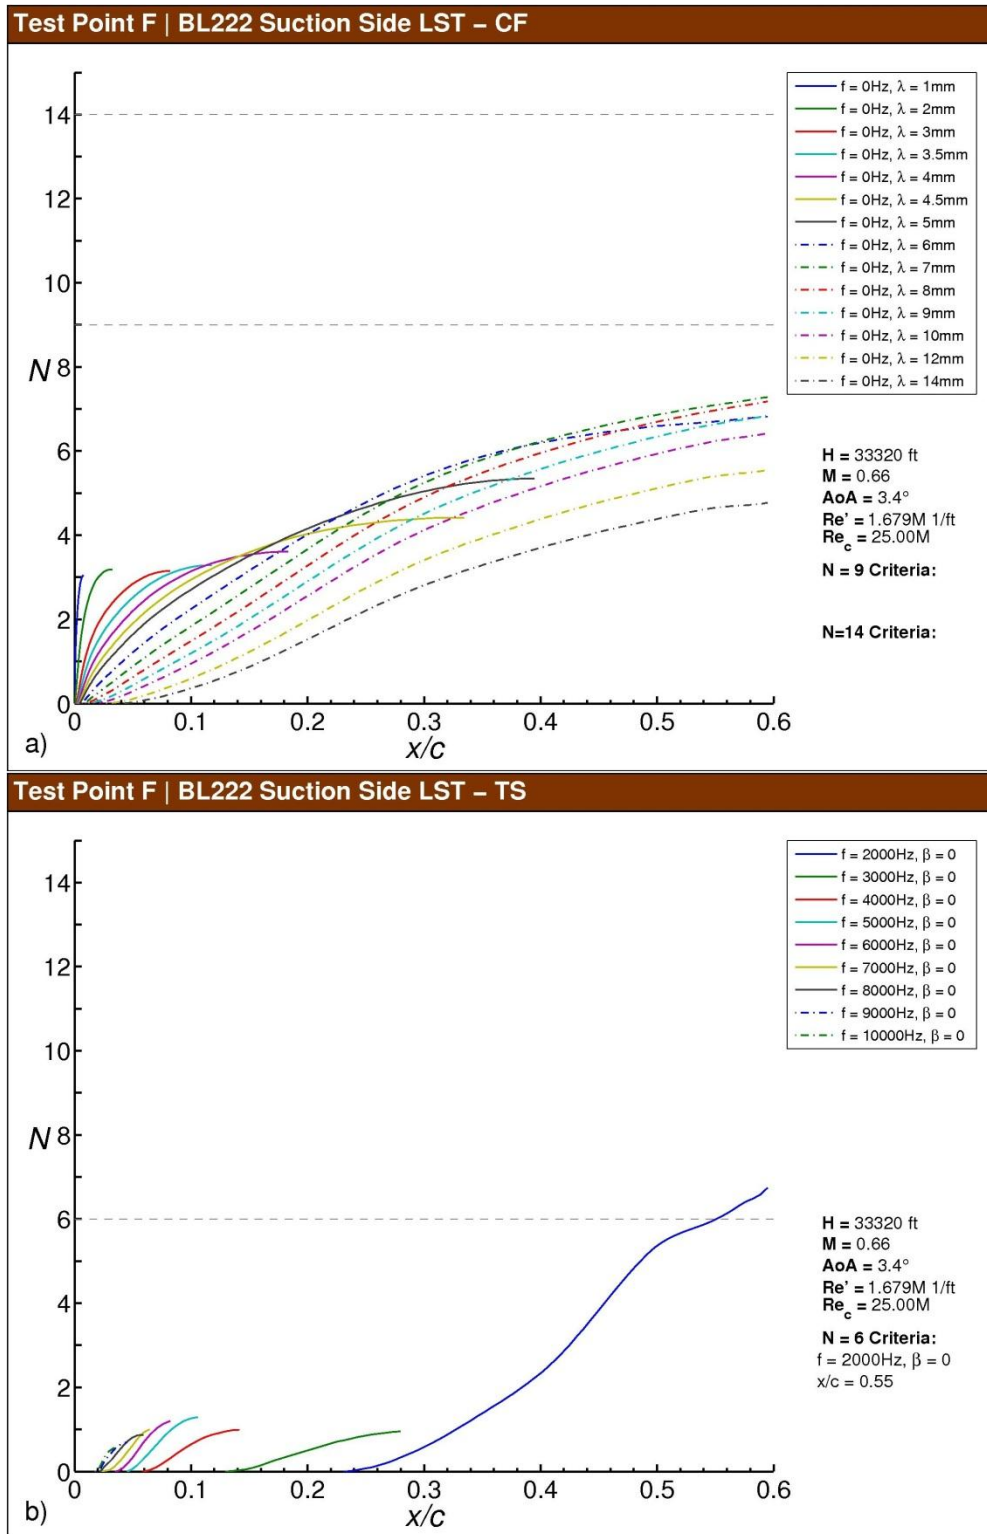 Test Point F | BL222 Suction Side LST – CF
14
12
10
N 8
6
4
2
0
0 0.1 0.2 0.3 0.4 0.5 0.6
x/c
a)
f = 0Hz, λ = 1mm
f = 0Hz, λ = 2mm
f = 0Hz, λ = 3mm
f = 0Hz, λ = 3.5mm
f = 0Hz, λ = 4mm
f = 0Hz, λ = 4.5mm
f = 0Hz, λ = 5mm
f = 0Hz, λ = 6mm
f = 0Hz, λ = 7mm
f = 0Hz, λ = 8mm
f = 0Hz, λ = 9mm
f = 0Hz, λ = 10mm
f = 0Hz, λ = 12mm
f = 0Hz, λ = 14mm
H = 33320 ft
M = 0.66
AoA = 3.4°
Re' = 1.679M 1/ft
Re_c = 25.00M
N = 9 Criteria:
N=14 Criteria:
Test Point F | BL222 Suction Side LST – TS
14
12
10
N 8
6
4
2
0
0 0.1 0.2 0.3 0.4 0.5 0.6
x/c
b)
f = 2000Hz, β = 0
f = 3000Hz, β = 0
f = 4000Hz, β = 0
f = 5000Hz, β = 0
f = 6000Hz, β = 0
f = 7000Hz, β = 0
f = 8000Hz, β = 0
f = 9000Hz, β = 0
f = 10000Hz, β = 0
H = 33320 ft
M = 0.66
AoA = 3.4°
Re' = 1.679M 1/ft
Re_c = 25.00M
N = 6 Criteria:
f = 2000Hz, β = 0
x/c = 0.55